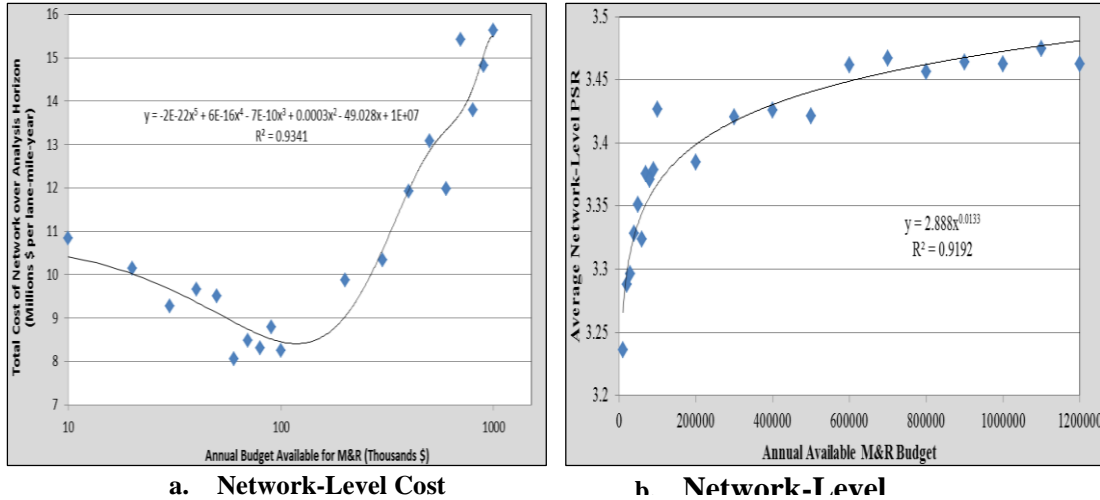 16
15
14
13
12
11
10
9
8
7
Total Cost of Network over Analysis Horizon
(Millions $ per lane-mile-year)
y = -2E-22x⁵ + 6E-16x⁴ - 7E-10x³ + 0.0003x² - 49.028x + 1E+07
R² = 0.9341
10 100 1000
Annual Budget Available for M&R (Thousands $)
a. Network-Level Cost
3.5
3.45
3.4
3.35
3.3
3.25
3.2
Average Network-Level PSR
y = 2.888x^0.0133
R² = 0.9192
0 200000 400000 600000 800000 1000000 1200000
Annual Available M&R Budget
b Network-Level